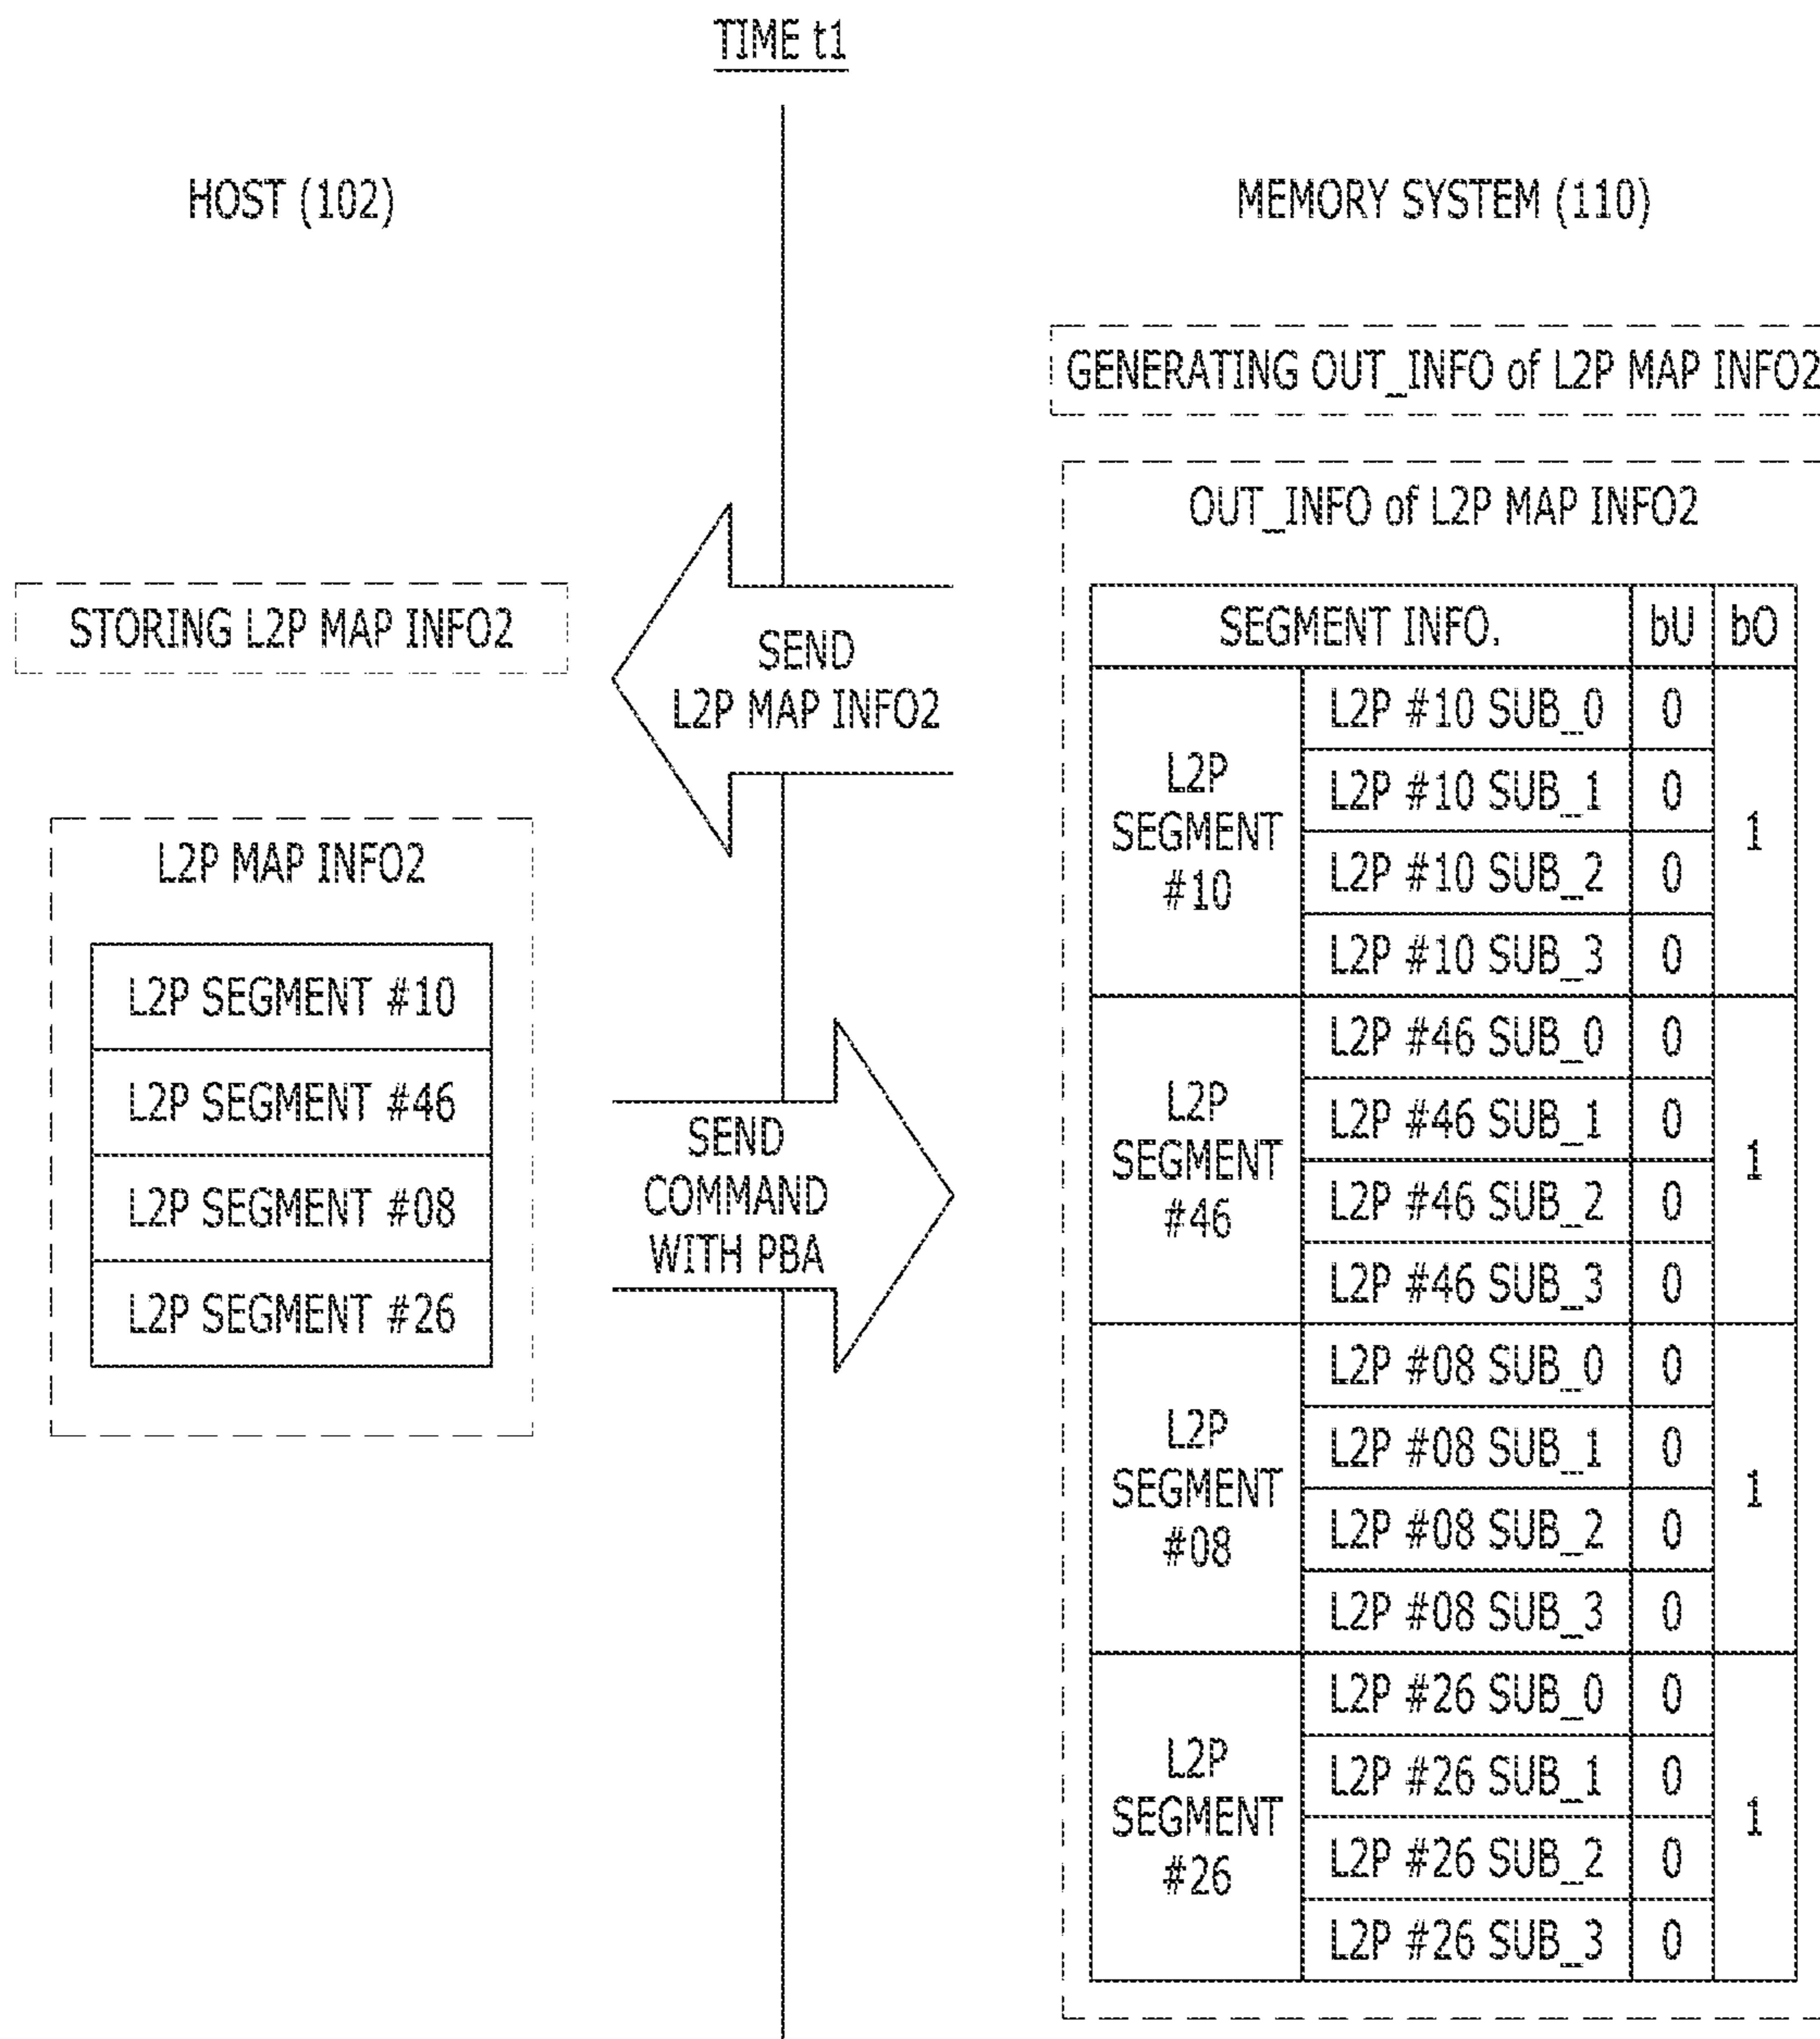 TIME t1
HOST (102)
MEMORY SYSTEM (110)
GENERATING OUT_INFO of L2P MAP INFO2
OUT_INFO of L2P MAP INFO2
STORING L2P MAP INFO2
SEND
L2P MAP INFO2
L2P MAP INFO2
L2P SEGMENT #10
L2P SEGMENT #46
L2P SEGMENT #08
L2P SEGMENT #26
SEND
COMMAND
WITH PBA
SEGMENT INFO. bU bO
L2P
SEGMENT
#10
L2P #10 SUB_0 0
L2P #10 SUB_1 0
L2P #10 SUB_2 0
L2P #10 SUB_3 0
1
L2P
SEGMENT
#46
L2P #46 SUB_0 0
L2P #46 SUB_1 0
L2P #46 SUB_2 0
L2P #46 SUB_3 0
1
L2P
SEGMENT
#08
L2P #08 SUB_0 0
L2P #08 SUB_1 0
L2P #08 SUB_2 0
L2P #08 SUB_3 0
1
L2P
SEGMENT
#26
L2P #26 SUB_0 0
L2P #26 SUB_1 0
L2P #26 SUB_2 0
L2P #26 SUB_3 0
1